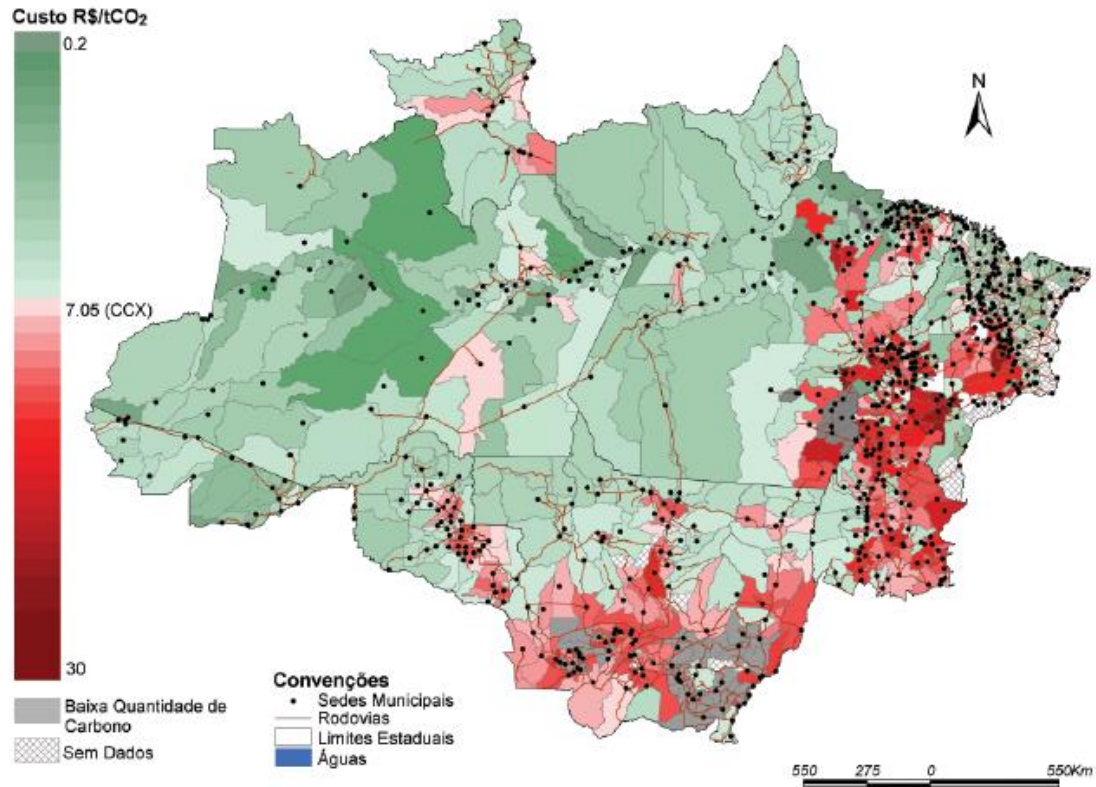 Custo R$/tCO₂
0.2
7.05 (CCX)
30
Baixa Quantidade de
Carbono
Sem Dados
Convenções
Sedes Municipais
Rodovias
Limites Estaduais
Águas
N
550 275 0 550Km